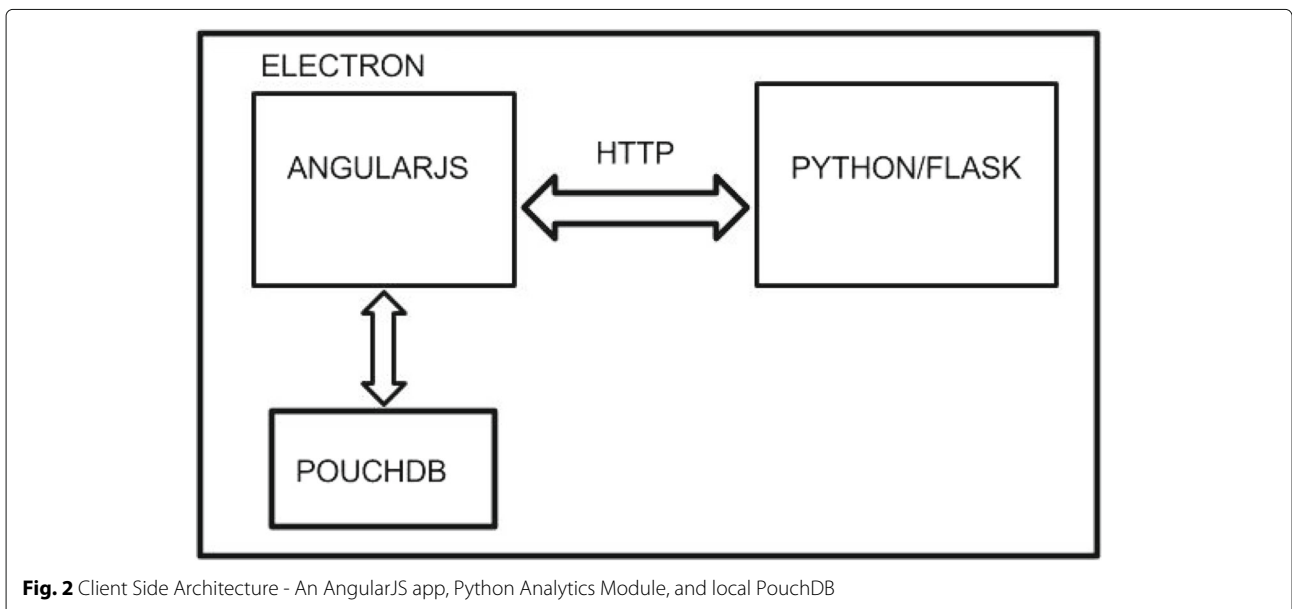 ELECTRON
ANGULARJS
HTTP
PYTHON/FLASK
POUCHDB
Fig. 2 Client Side Architecture - An AngularJS app, Python Analytics Module, and local PouchDB